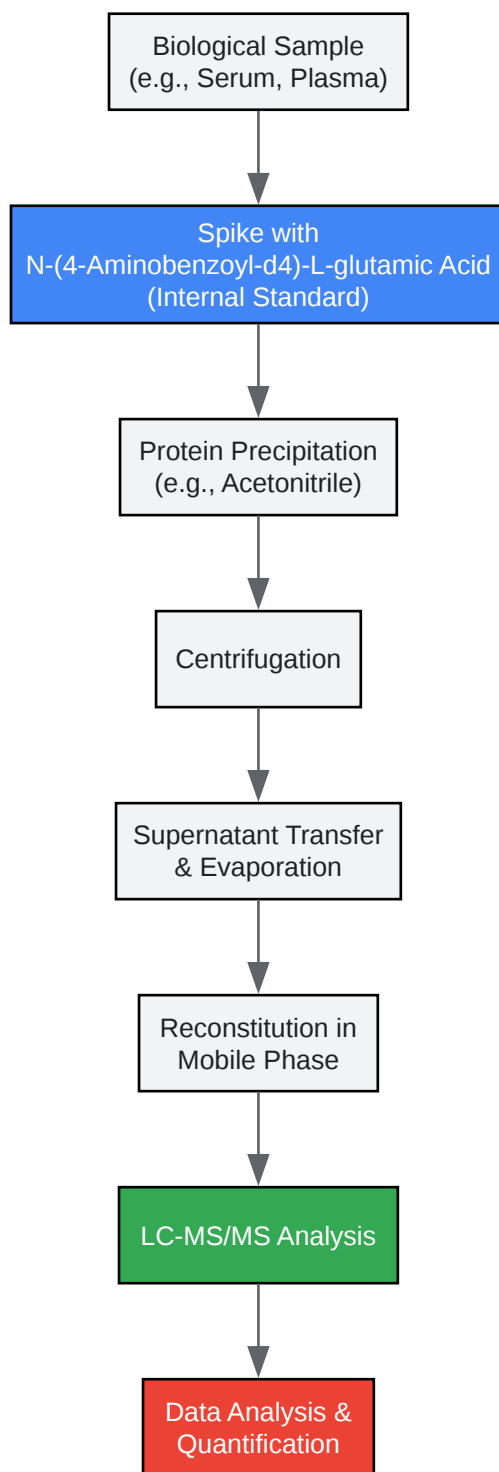 Biological Sample
(e.g., Serum, Plasma)
Spike with
N-(4-Aminobenzoyl-d4)-L-glutamic Acid
(Internal Standard)
Protein Precipitation
(e.g., Acetonitrile)
Centrifugation
Supernatant Transfer
& Evaporation
Reconstitution in
Mobile Phase
LC-MS/MS Analysis
Data Analysis &
Quantification